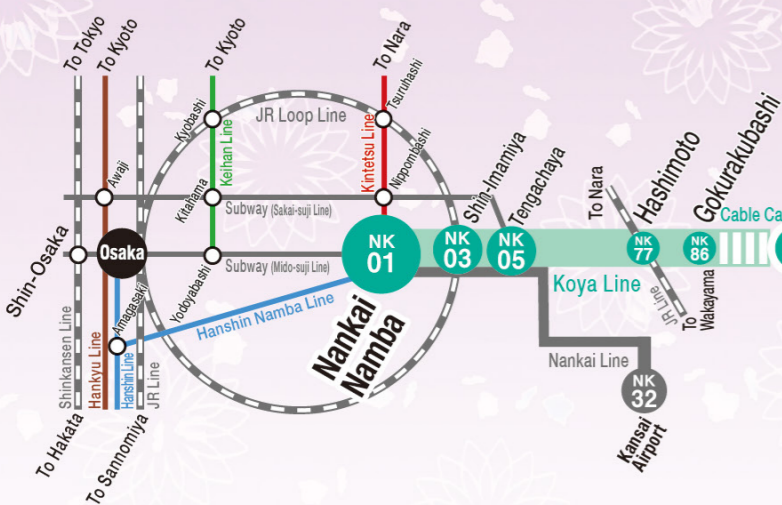 To Tokyo
To Kyoto
To Kyoto
To Nara
Kyobashi
JR Loop Line
Tsuruhashi
Keihan Line
Kintetsu Line
Awaji
Kitahama
Subway (Sakai-suji Line)
Nippombashi
Shin-Imamiya
Tengachaya
To Nara
Hashimoto
Gokurakubashi
Cable Ca
Shin-Osaka
Osaka
Yodoyabashi
Subway (Mido-suji Line)
NK
01
NK
03
NK
05
NK
77
NK
86
Koya Line
JR Line
To
Wakayama
Amagasaki
Hanshin Namba Line
Nankai
Namba
Nankai Line
NK
32
Kansai
Airport
Shinkansen Line
Hankyu Line
Hanshin Line
JR Line
To Hakata
To Sannomiya